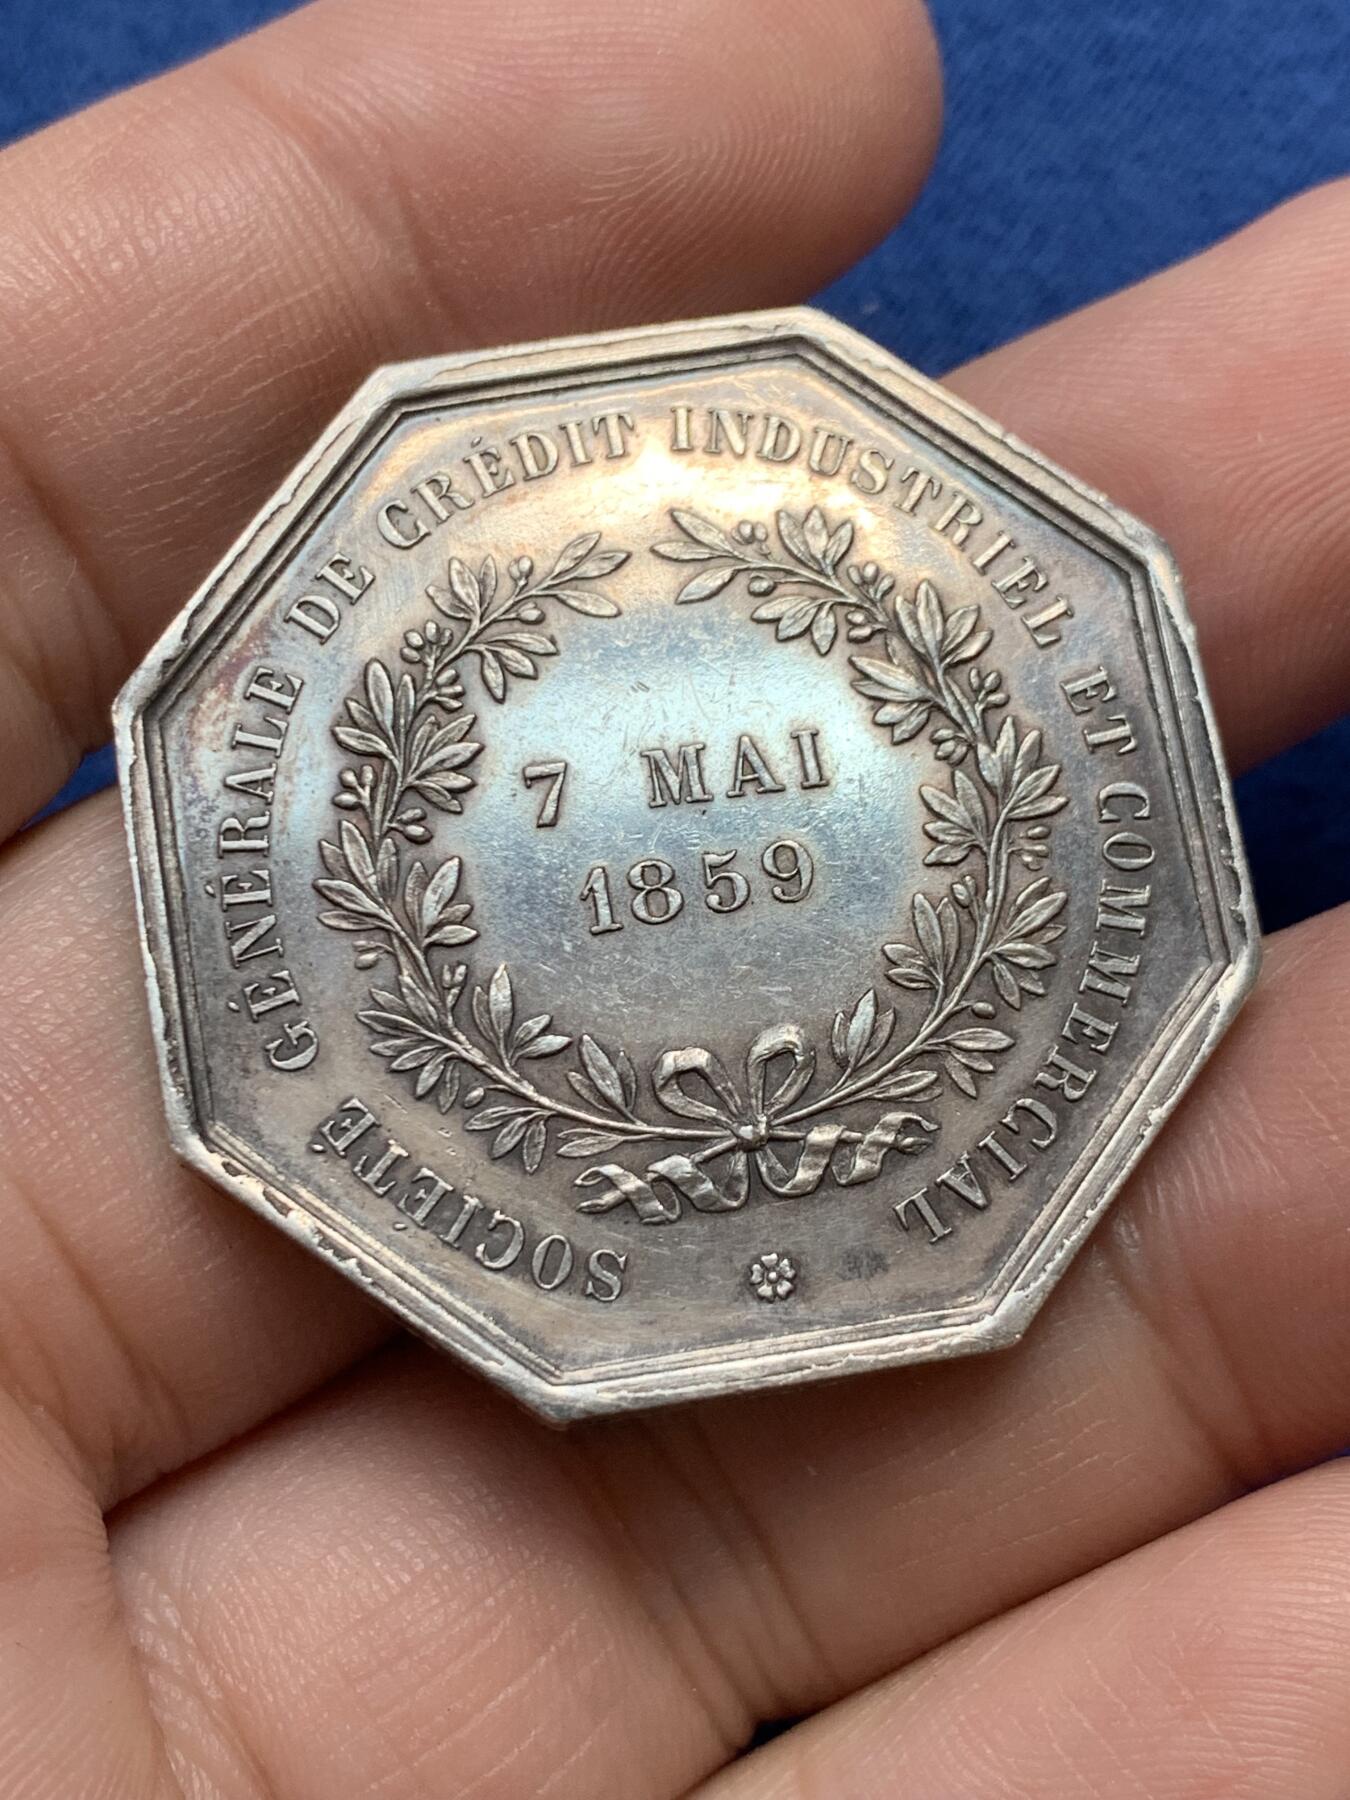 SOCIÉTÉ GÉNÉRALE DE CRÉDIT INDUSTRIEL ET COMMERCIAL
7 MAI
1859